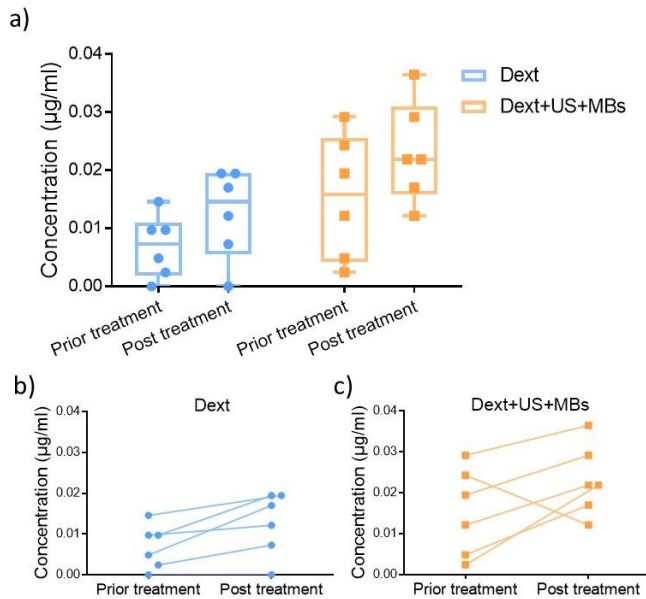 a)
0.04
0.03
0.02
0.01
0.00
Concentration (µg/ml)
Dext
Dext+US+MBs
Prior treatment
Post treatment
Prior treatment
Post treatment
b)
Dext
0.04
0.03
0.02
0.01
0.00
Concentration (µg/ml)
Prior treatment
Post treatment
c)
Dext+US+MBs
0.04
0.03
0.02
0.01
0.00
Concentration (µg/ml)
Prior treatment
Post treatment